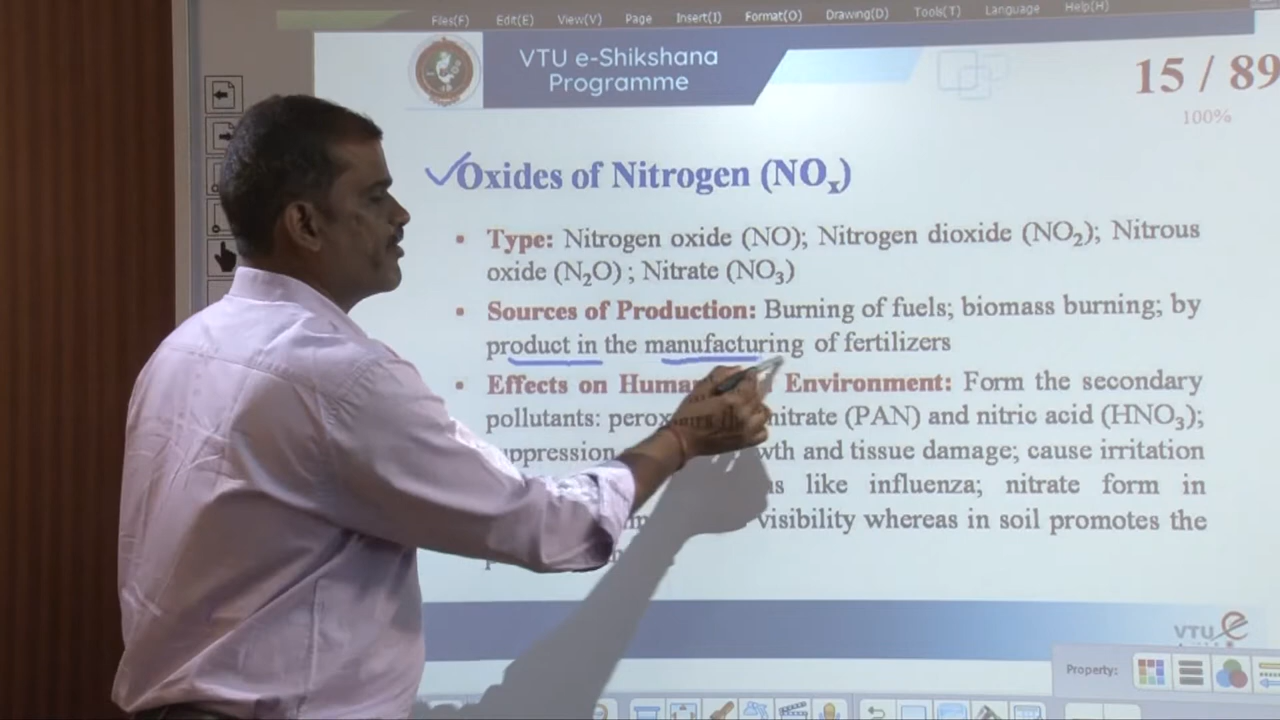 Files(F) Edit(E) View(V) Page Insert(I) Format(O) Drawing(D) Tools(T) Language Help(H)
VTU e-Shikshana
Programme
15 / 89
100%
Oxides of Nitrogen (NOx)
• Type: Nitrogen oxide (NO); Nitrogen dioxide (NO2); Nitrous
oxide (N2O) ; Nitrate (NO3)
• Sources of Production: Burning of fuels; biomass burning; by
product in the manufacturing of fertilizers
• Effects on Environment: Form the secondary
pollutants: nitrate (PAN) and nitric acid (HNO3);
and tissue damage; cause irritation
like influenza; nitrate form in
visibility whereas in soil promotes the
VTU e
Property: